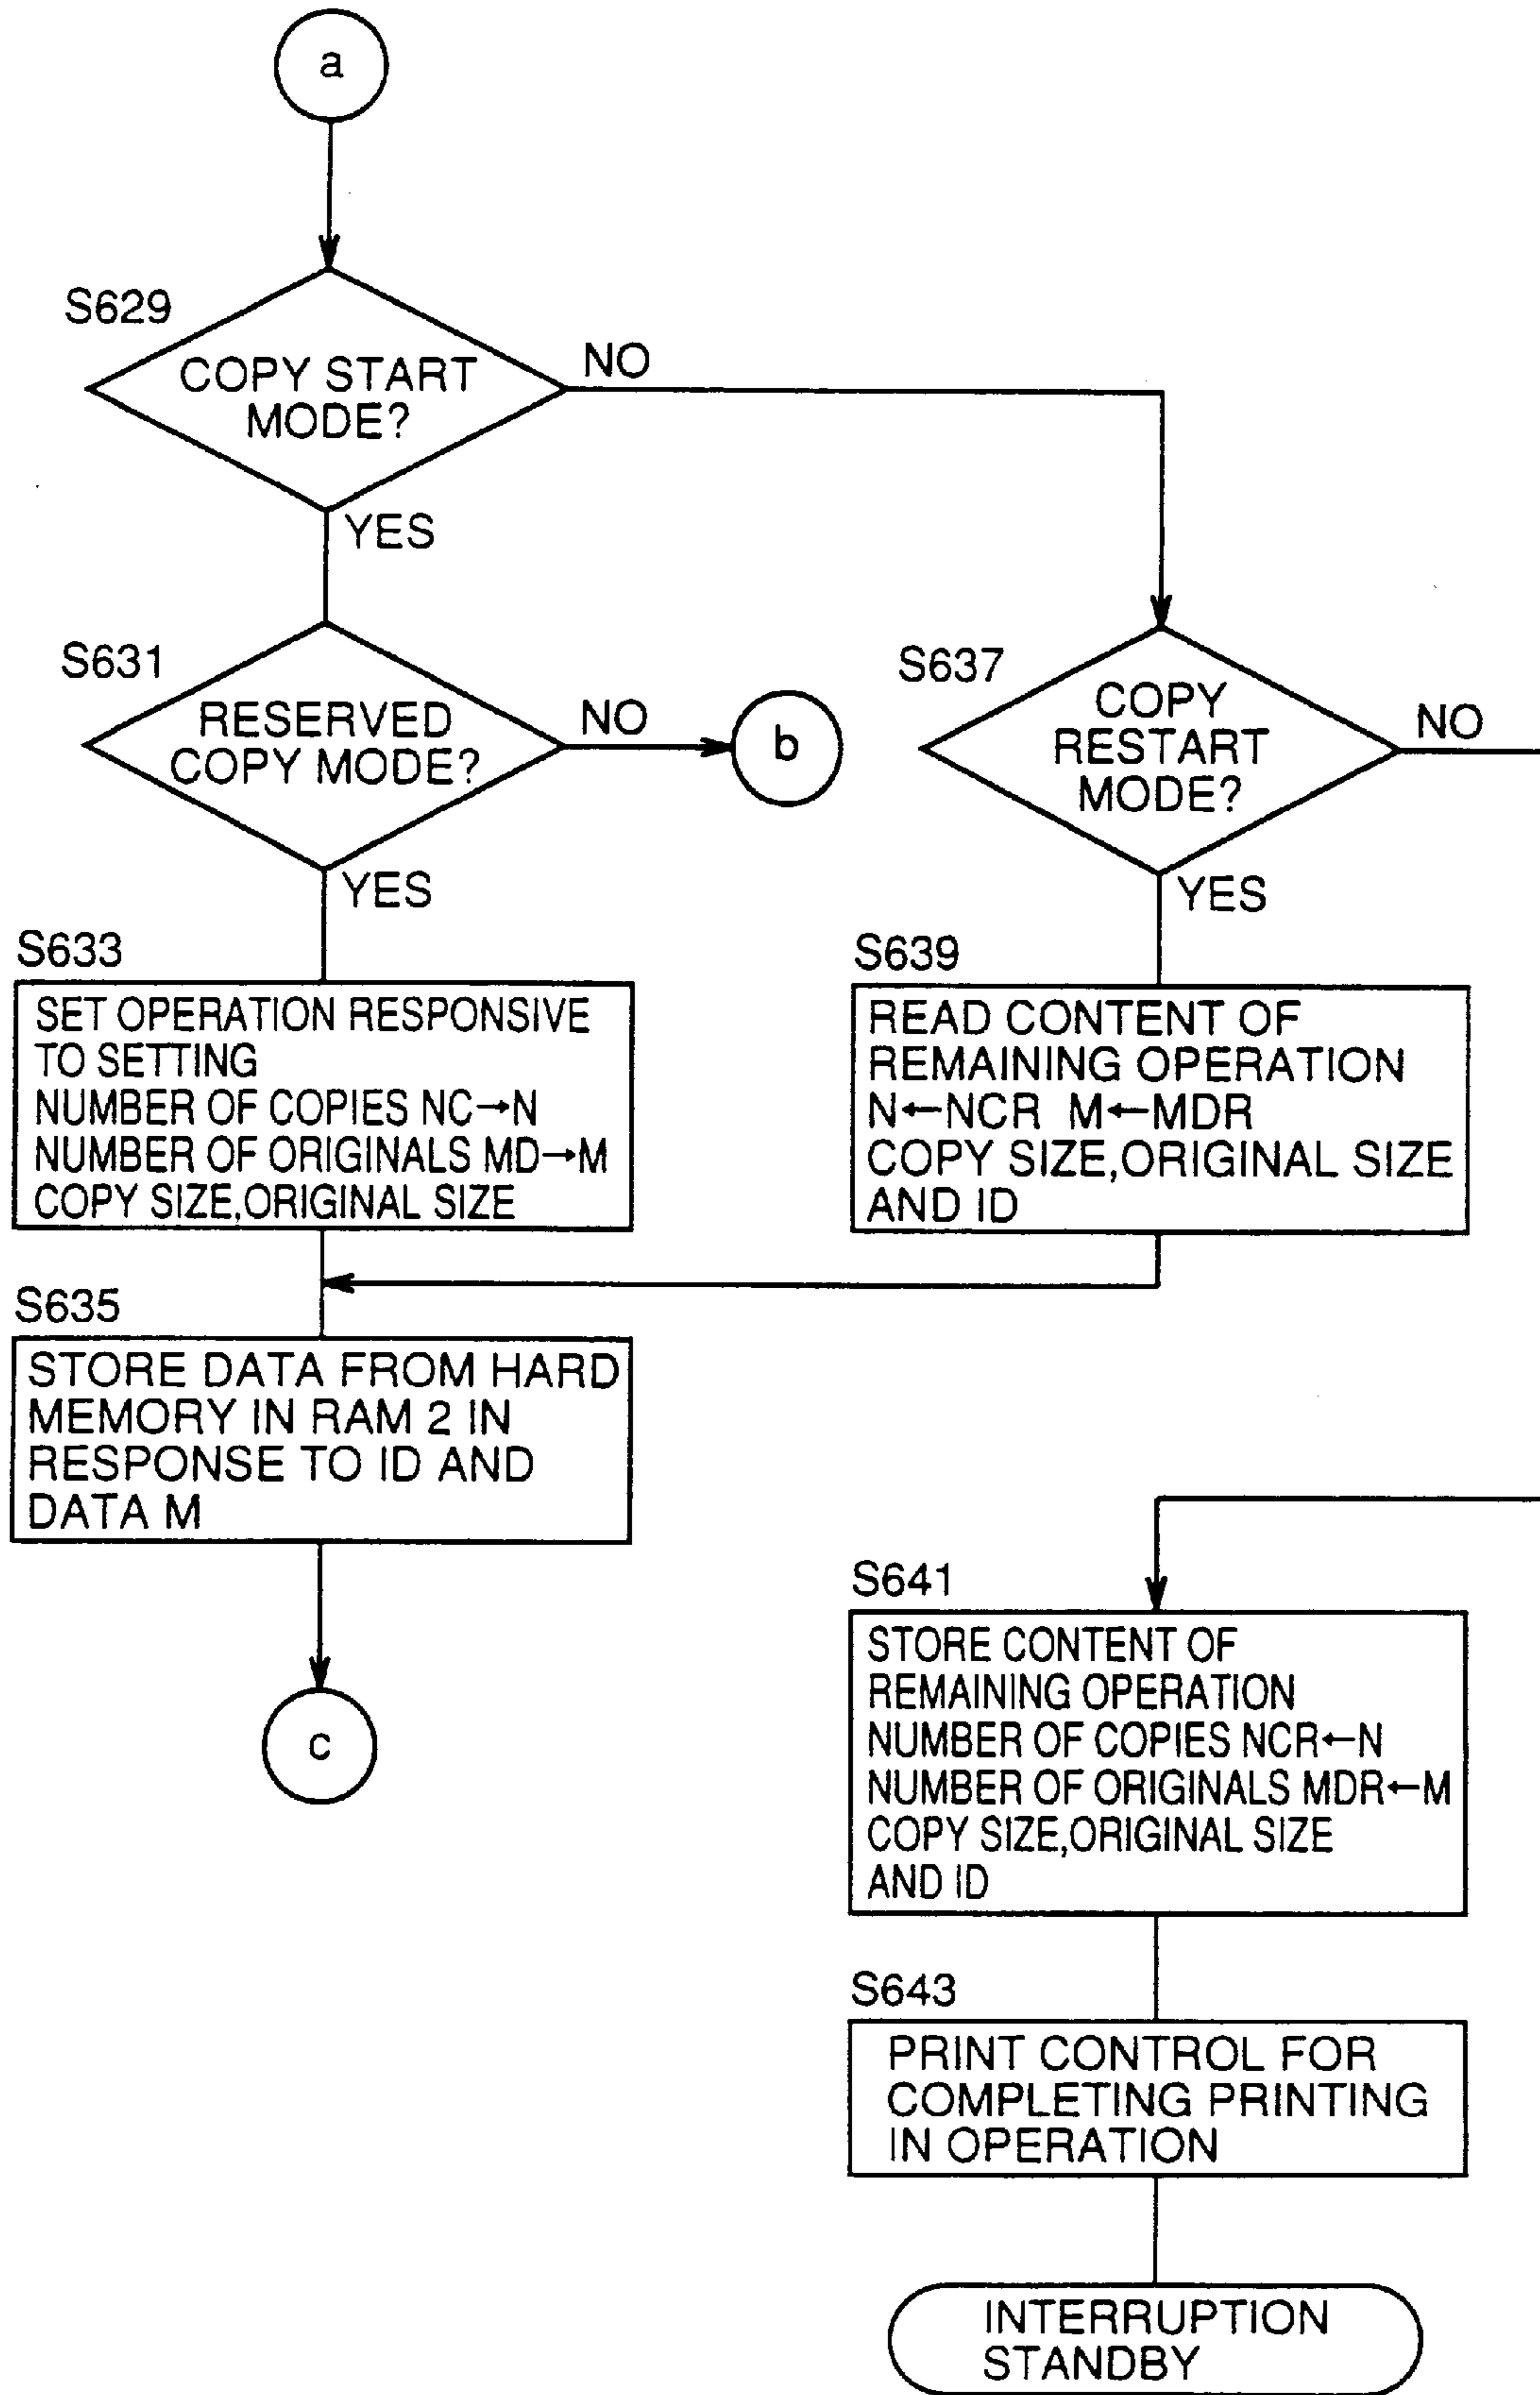 a
S629
COPY START
MODE?
NO
YES
S631
RESERVED
COPY MODE?
NO
b
YES
S637
COPY
RESTART
MODE?
NO
YES
S633
SET OPERATION RESPONSIVE
TO SETTING
NUMBER OF COPIES NC→N
NUMBER OF ORIGINALS MD→M
COPY SIZE,ORIGINAL SIZE
S639
READ CONTENT OF
REMAINING OPERATION
N←NCR M←MDR
COPY SIZE,ORIGINAL SIZE
AND ID
S635
STORE DATA FROM HARD
MEMORY IN RAM 2 IN
RESPONSE TO ID AND
DATA M
c
S641
STORE CONTENT OF
REMAINING OPERATION
NUMBER OF COPIES NCR←N
NUMBER OF ORIGINALS MDR←M
COPY SIZE,ORIGINAL SIZE
AND ID
S643
PRINT CONTROL FOR
COMPLETING PRINTING
IN OPERATION
INTERRUPTION
STANDBY